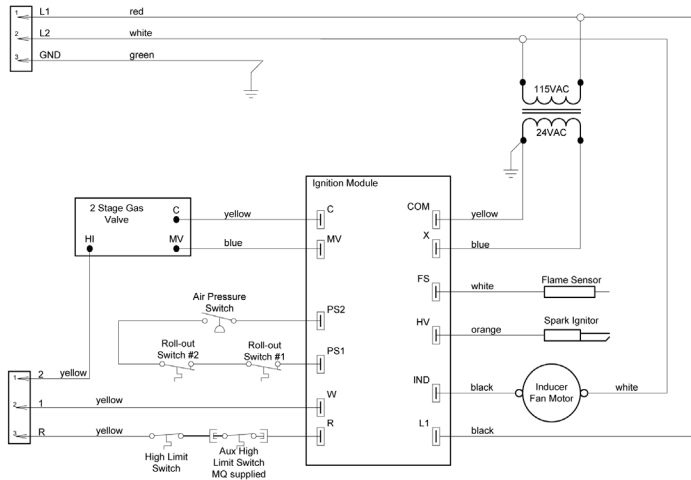 1 L1 red
2 L2 white
3 GND green
115VAC
24VAC
Ignition Module
2 Stage Gas
Valve
C
HI
MV
yellow
blue
C
MV
COM
yellow
X
blue
FS
white
Flame Sensor
HV
orange
Spark Ignitor
Air Pressure
Switch
PS2
Roll-out
Switch #2
Roll-out
Switch #1
PS1
IND
black
Inducer
Fan Motor
white
1 2 yellow
2 1 yellow
W
3 R yellow
R
L1
black
High Limit
Switch
Aux High
Limit Switch
MQ supplied